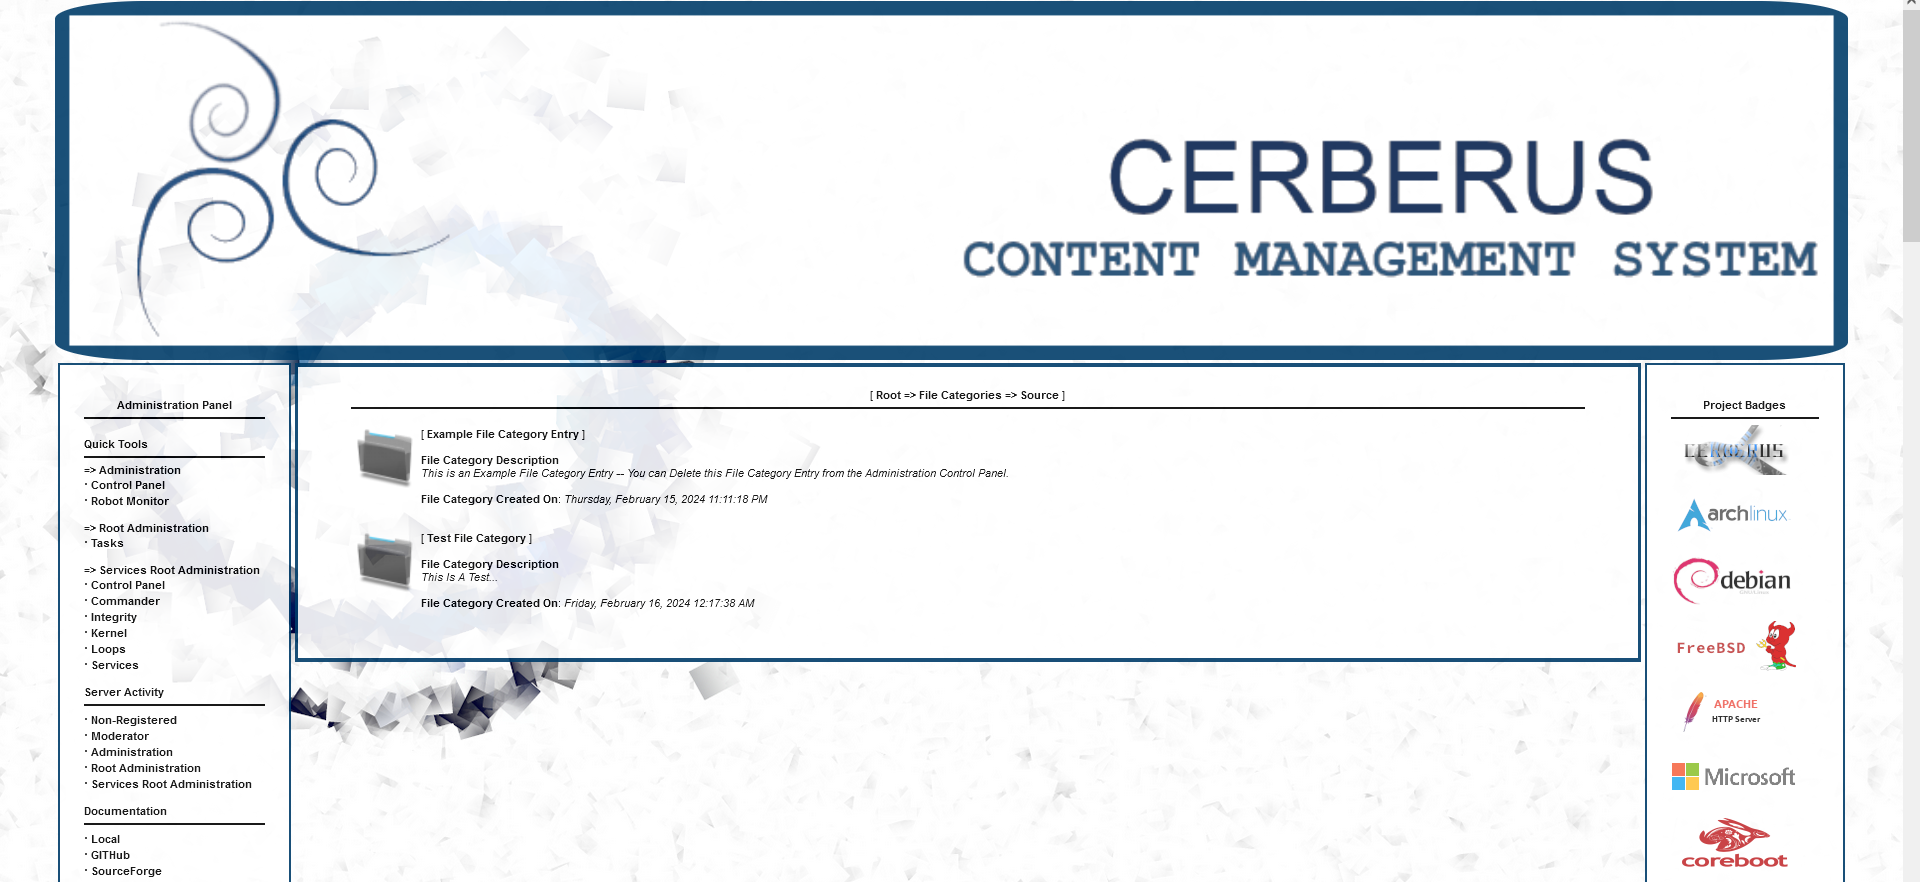 CERBERUS
CONTENT MANAGEMENT SYSTEM
Administration Panel
Quick Tools
=> Administration
· Control Panel
· Robot Monitor
=> Root Administration
· Tasks
=> Services Root Administration
· Control Panel
· Commander
· Integrity
· Kernel
· Loops
· Services
Server Activity
· Non-Registered
· Moderator
· Administration
· Root Administration
· Services Root Administration
Documentation
· Local
· GITHub
· SourceForge
[ Root => File Categories => Source ]
[ Example File Category Entry ]
File Category Description
This is an Example File Category Entry -- You can Delete this File Category Entry from the Administration Control Panel.
File Category Created On: Thursday, February 15, 2024 11:11:18 PM
[ Test File Category ]
File Category Description
This Is A Test...
File Category Created On: Friday, February 16, 2024 12:17:38 AM
Project Badges
CERBERUS
archlinux
debian
FreeBSD
APACHE
HTTP Server
Microsoft
coreboot